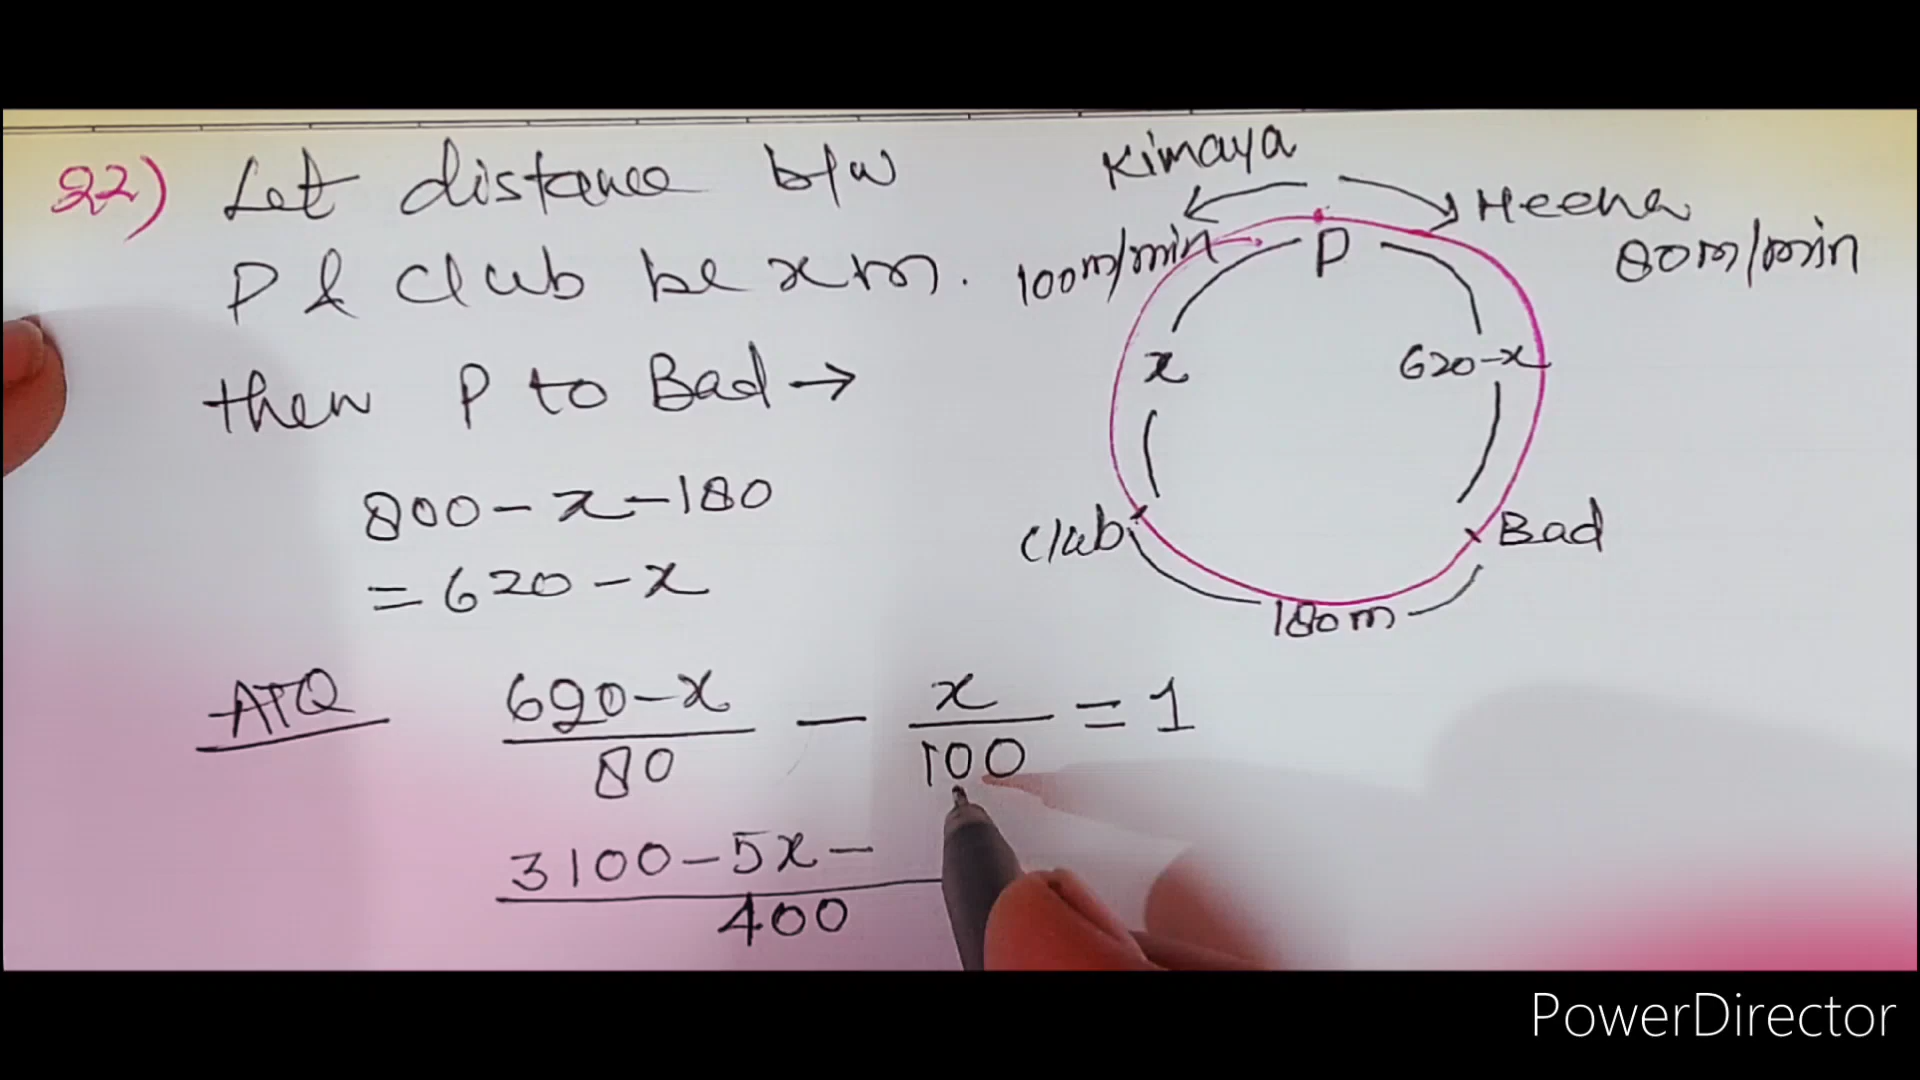 22) Let distance b/w
P & Club be x m.
then P to Bad →
800 - x - 180
= 620 - x
ATQ 620-x/80 - x/100 = 1
3100 - 5x -
400
Kimaya
Heena
100m/min
P
80m/min
x
620-x
Club
Bad
180m
PowerDirector